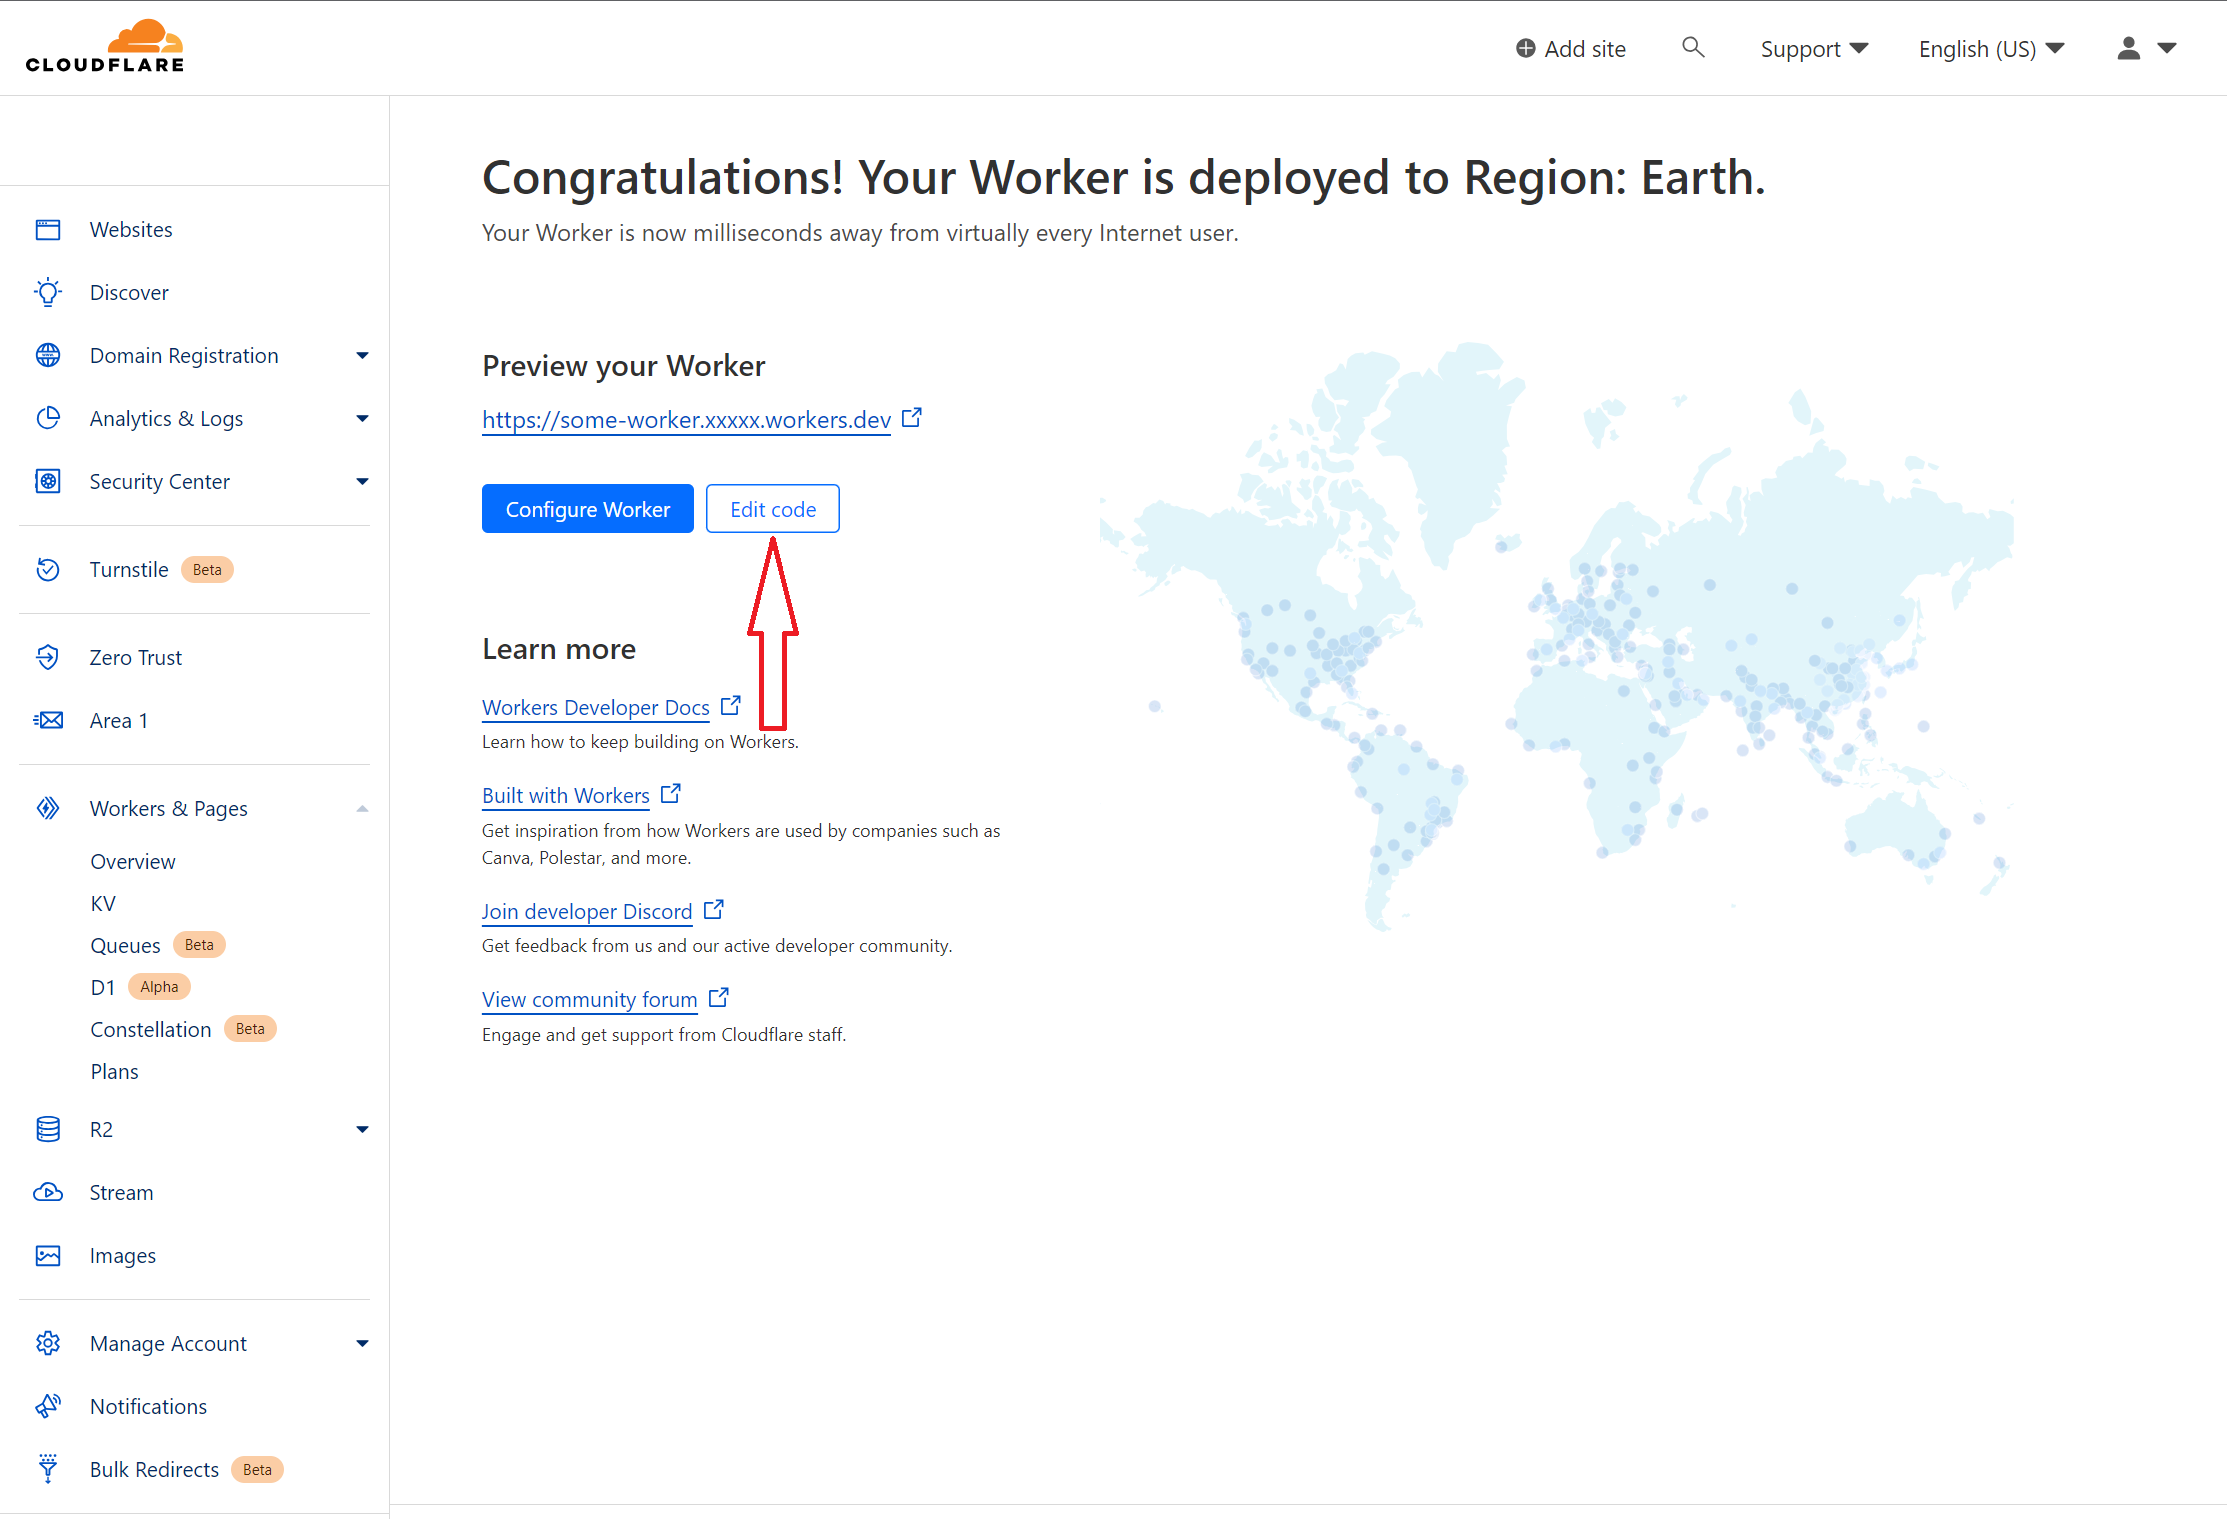 CLOUDFLARE
Add site
Support
English (US)
Websites
Discover
Domain Registration
Analytics & Logs
Security Center
Turnstile Beta
Zero Trust
Area 1
Workers & Pages
Overview
KV
Queues Beta
D1 Alpha
Constellation Beta
Plans
R2
Stream
Images
Manage Account
Notifications
Bulk Redirects Beta
Congratulations! Your Worker is deployed to Region: Earth.
Your Worker is now milliseconds away from virtually every Internet user.
Preview your Worker
https://some-worker.xxxxx.workers.dev
Configure Worker
Edit code
Learn more
Workers Developer Docs
Learn how to keep building on Workers.
Built with Workers
Get inspiration from how Workers are used by companies such as
Canva, Polestar, and more.
Join developer Discord
Get feedback from us and our active developer community.
View community forum
Engage and get support from Cloudflare staff.